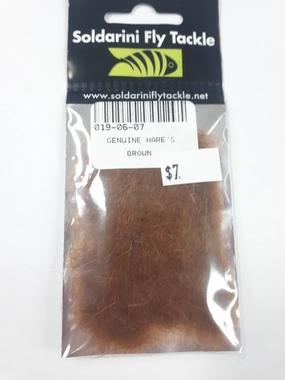 Soldarini Fly Tackle
www.soldariniflytackle.net
019-06-07
GENUINE HARE'S
BROWN
$7.